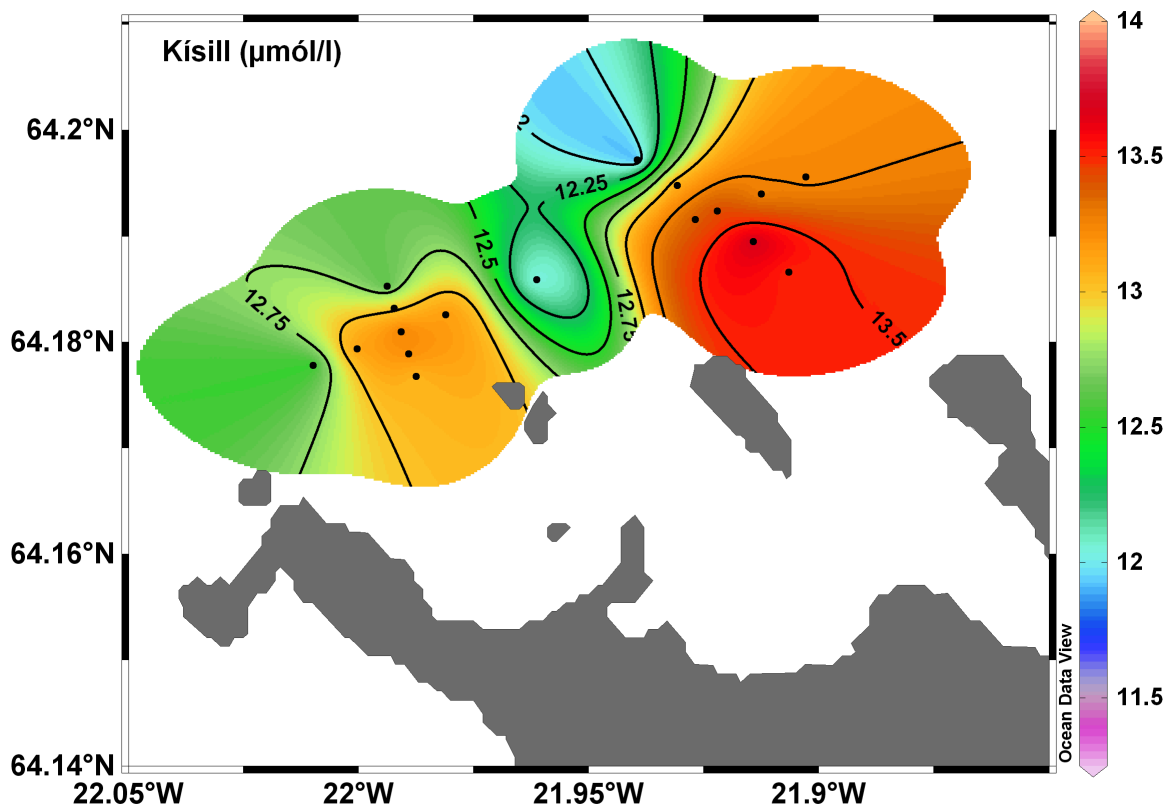 Kísill (µmól/l)
14
13.5
13
12.5
12
11.5
64.2°N
64.18°N
64.16°N
64.14°N
2
12.25
12.5
12.75
12.75
13.5
Ocean Data View
22.05°W
22°W
21.95°W
21.9°W